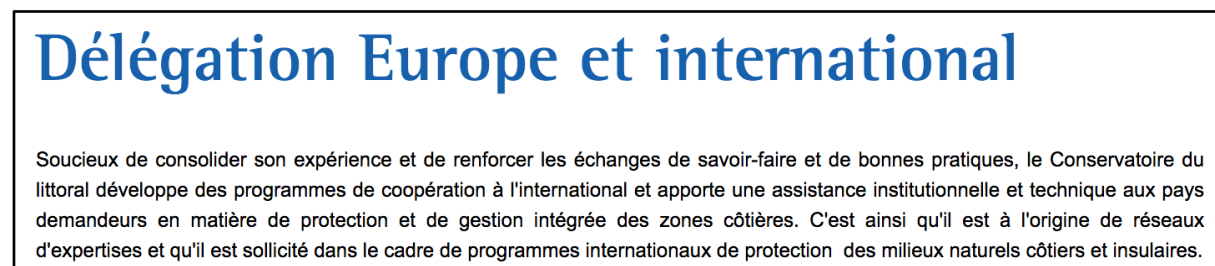 Délégation Europe et international
Soucieux de consolider son expérience et de renforcer les échanges de savoir-faire et de bonnes pratiques, le Conservatoire du
littoral développe des programmes de coopération à l'international et apporte une assistance institutionnelle et technique aux pays
demandeurs en matière de protection et de gestion intégrée des zones côtières. C'est ainsi qu'il est à l'origine de réseaux
d'expertises et qu'il est sollicité dans le cadre de programmes internationaux de protection  des milieux naturels côtiers et insulaires.